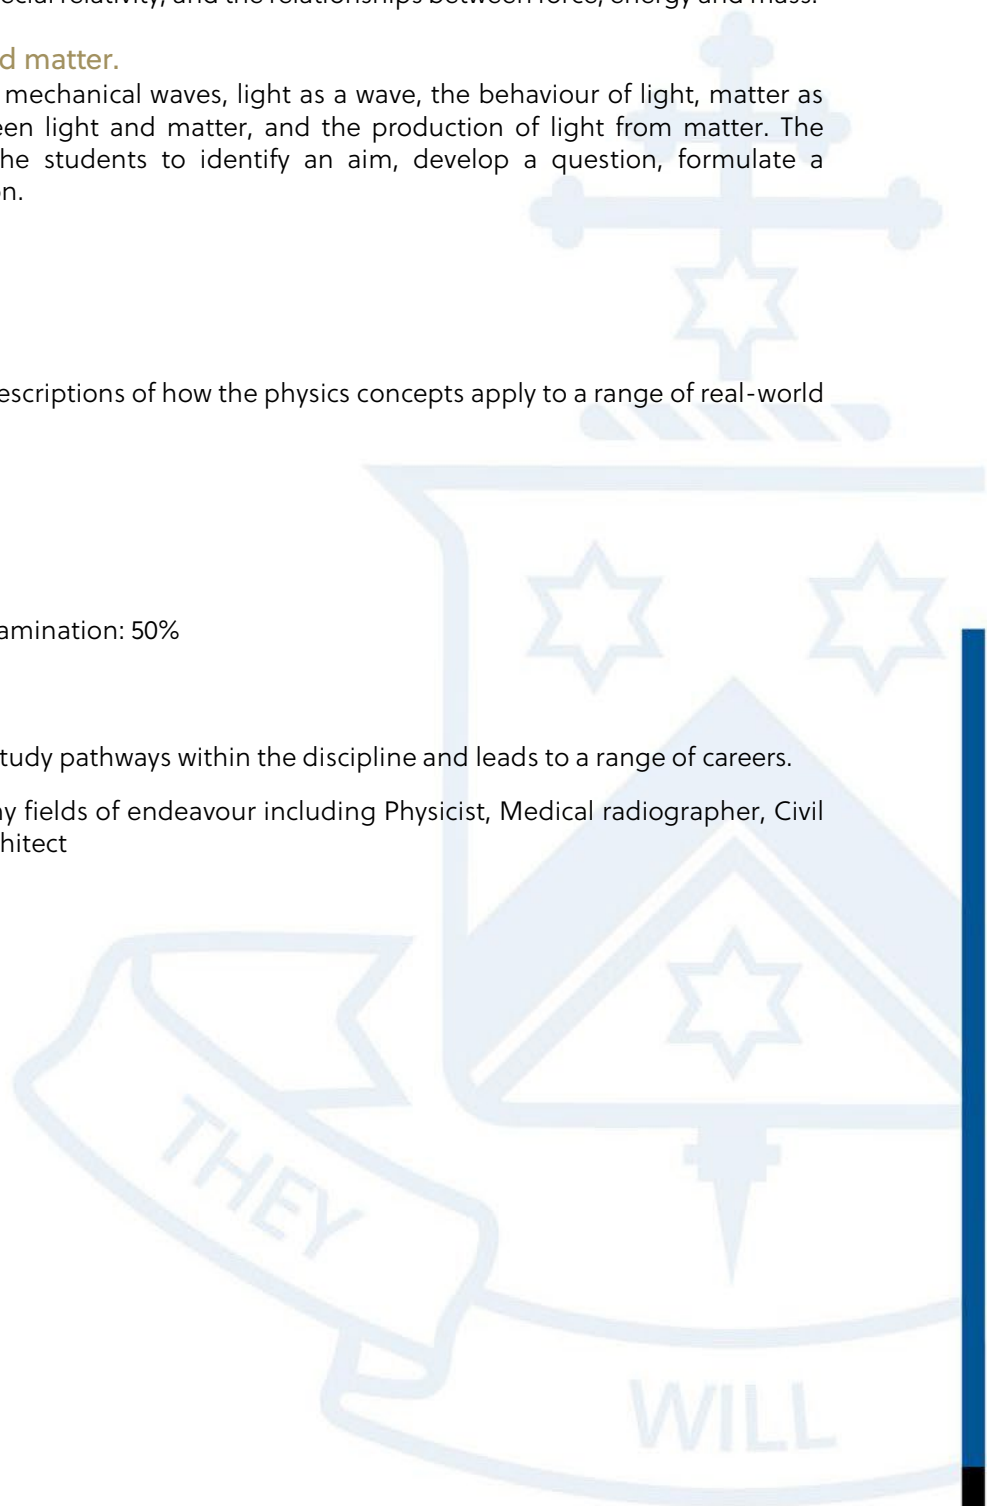 ecial relativity, and the relationships between force, energy and mass.
d matter.
mechanical waves, light as a wave, the behaviour of light, matter as
een light and matter, and the production of light from matter. The
he students to identify an aim, develop a question, formulate a
on.
escriptions of how the physics concepts apply to a range of real-world
amination: 50%
tudy pathways within the discipline and leads to a range of careers.
ny fields of endeavour including Physicist, Medical radiographer, Civil
hitect
THEY
WILL